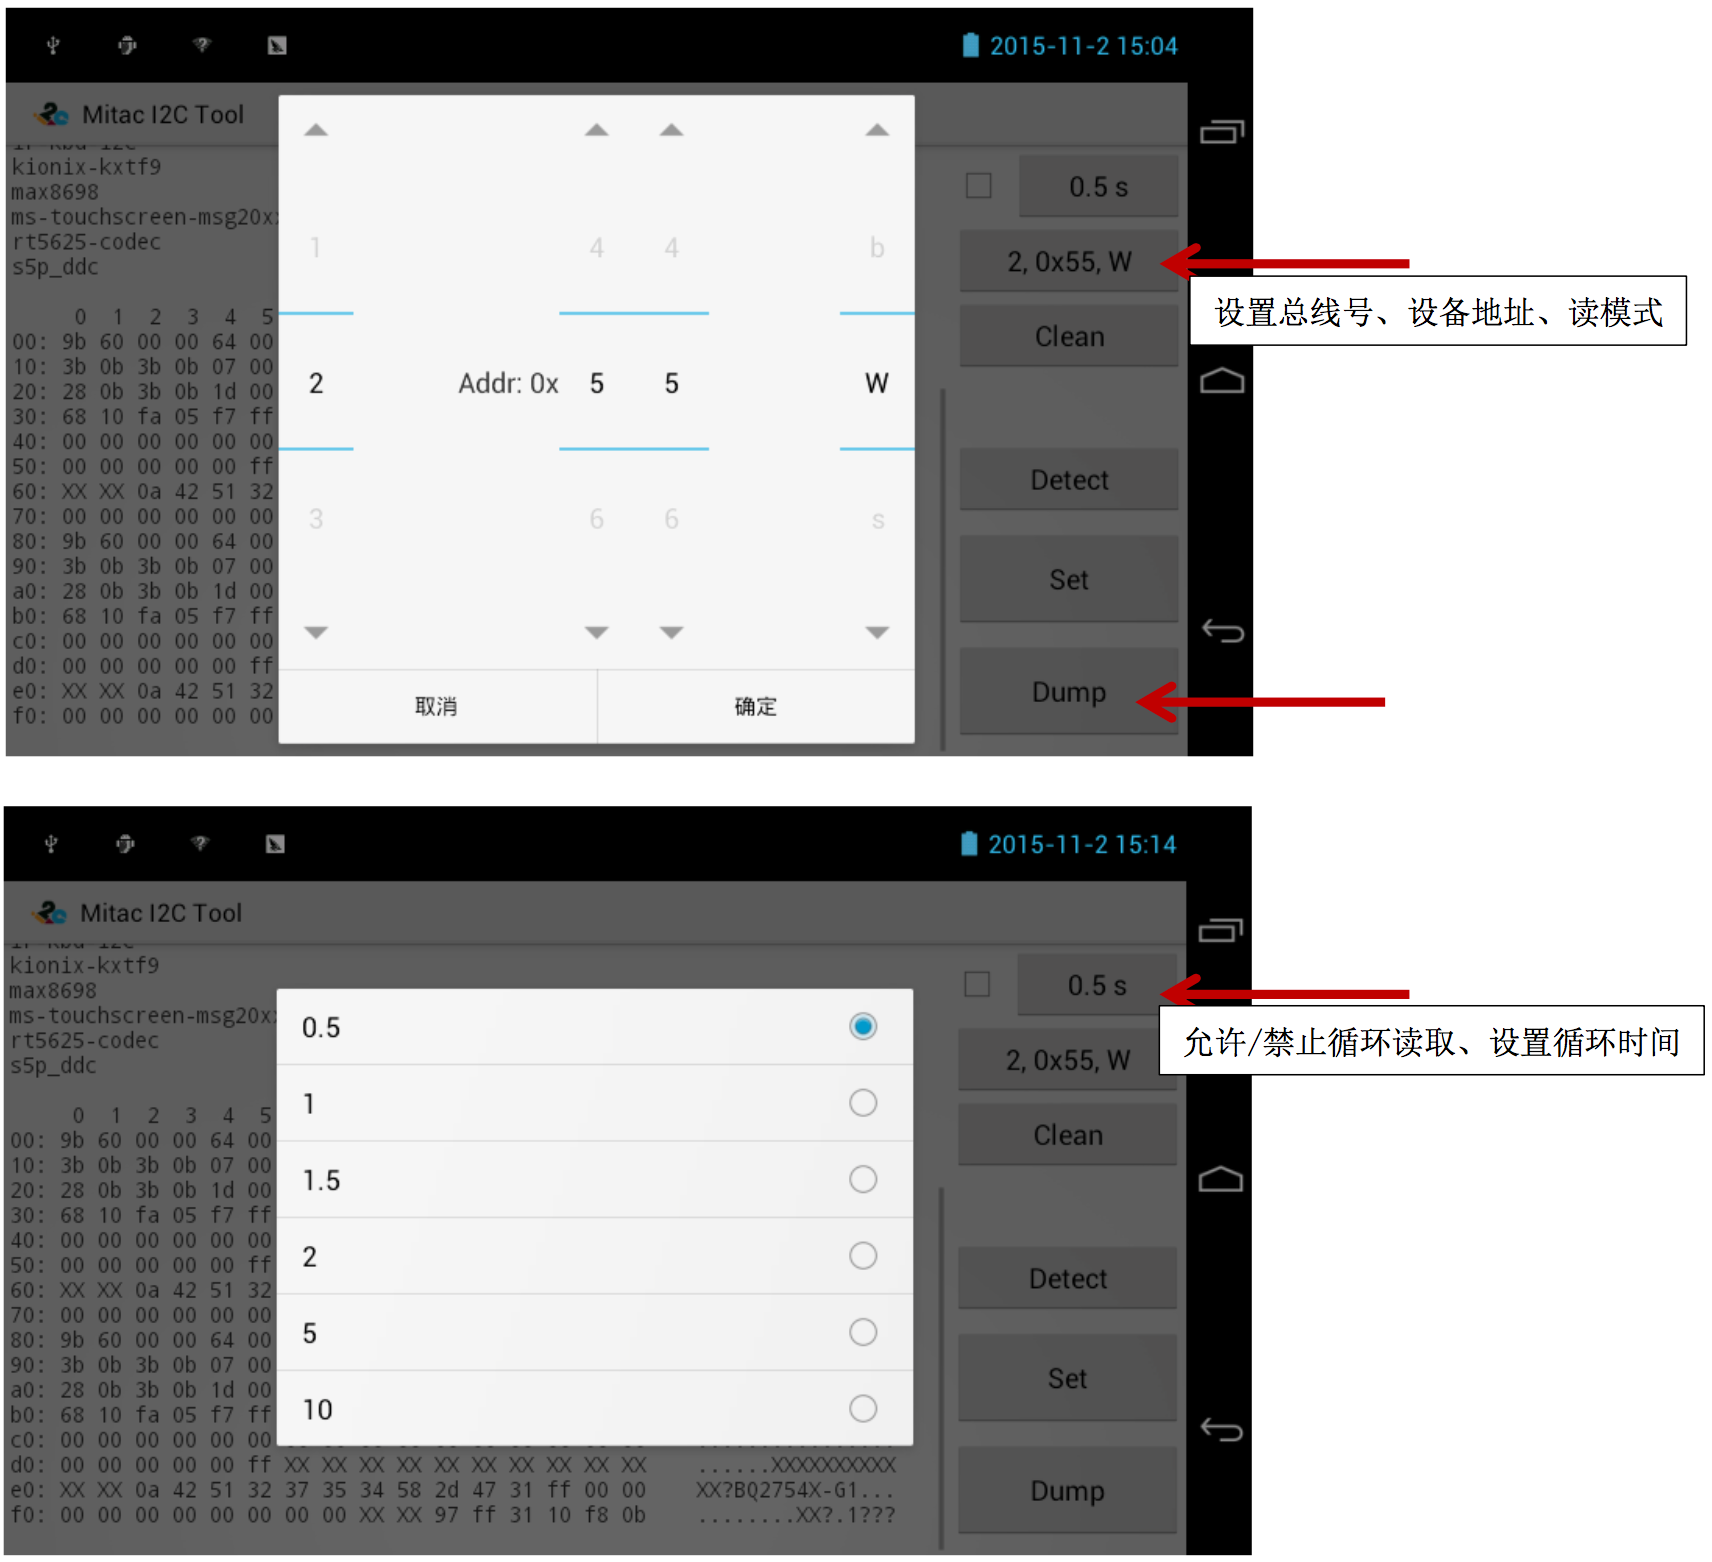 2015-11-2 15:04
Mitac I2C Tool
ir-kbd-i2c
kionix-kxtf9
max8698
ms-touchscreen-msg20x
rt5625-codec
s5p_ddc
0 1 2 3 4 5
00: 9b 60 00 00 64 00
10: 3b 0b 3b 0b 07 00
20: 28 0b 3b 0b 1d 00
30: 68 10 fa 05 f7 ff
40: 00 00 00 00 00 00
50: 00 00 00 00 00 ff
60: XX XX 0a 42 51 32
70: 00 00 00 00 00 00
80: 9b 60 00 00 64 00
90: 3b 0b 3b 0b 07 00
a0: 28 0b 3b 0b 1d 00
b0: 68 10 fa 05 f7 ff
c0: 00 00 00 00 00 00
d0: 00 00 00 00 00 ff
e0: XX XX 0a 42 51 32
f0: 00 00 00 00 00 00
1 4 4 b
2 Addr: 0x 5 5 W
3 6 6 s
取消 确定
0.5 s
2, 0x55, W
设置总线号、设备地址、读模式
Clean
Detect
Set
Dump
2015-11-2 15:14
Mitac I2C Tool
ir-kbd-i2c
kionix-kxtf9
max8698
ms-touchscreen-msg20x
rt5625-codec
s5p_ddc
0 1 2 3 4 5
00: 9b 60 00 00 64 00
10: 3b 0b 3b 0b 07 00
20: 28 0b 3b 0b 1d 00
30: 68 10 fa 05 f7 ff
40: 00 00 00 00 00 00
50: 00 00 00 00 00 ff
60: XX XX 0a 42 51 32
70: 00 00 00 00 00 00
80: 9b 60 00 00 64 00
90: 3b 0b 3b 0b 07 00
a0: 28 0b 3b 0b 1d 00
b0: 68 10 fa 05 f7 ff
c0: 00 00 00 00 00 00
d0: 00 00 00 00 00 ff XX XX XX XX XX XX XX XX XX XX ......XXXXXXXXXX
e0: XX XX 0a 42 51 32 37 35 34 58 2d 47 31 ff 00 00 XX?BQ2754X-G1...
f0: 00 00 00 00 00 00 00 00 XX XX 97 ff 31 10 f8 0b ........XX?.1???
0.5
1
1.5
2
5
10
0.5 s
允许/禁止循环读取、设置循环时间
2, 0x55, W
Clean
Detect
Set
Dump